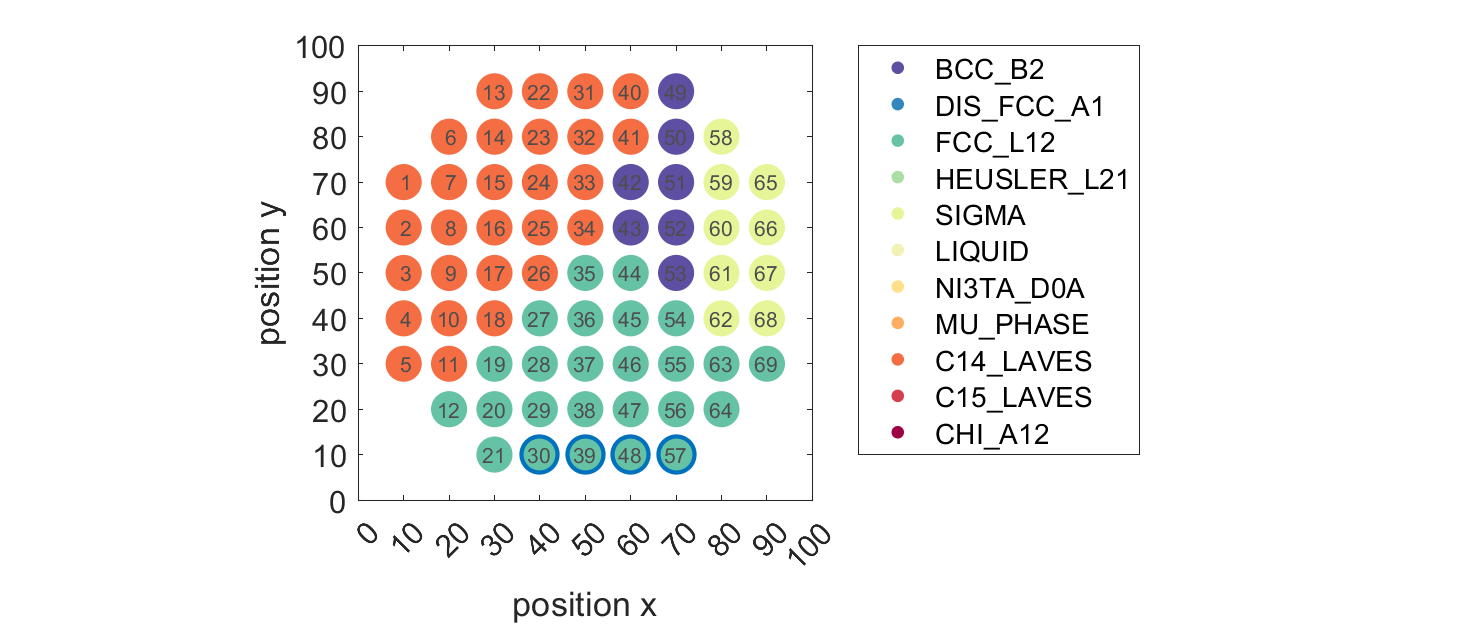 100
90
13 22 31 40 49
80
6 14 23 32 41 50 58
70
1 7 15 24 33 42 51 59 65
60
2 8 16 25 34 43 52 60 66
50
3 9 17 26 35 44 53 61 67
40
4 10 18 27 36 45 54 62 68
30
5 11 19 28 37 46 55 63 69
20
12 20 29 38 47 56 64
10
21 30 39 48 57
0
position y
0 10 20 30 40 50 60 70 80 90 100
position x
BCC_B2
DIS_FCC_A1
FCC_L12
HEUSLER_L21
SIGMA
LIQUID
NI3TA_D0A
MU_PHASE
C14_LAVES
C15_LAVES
CHI_A12